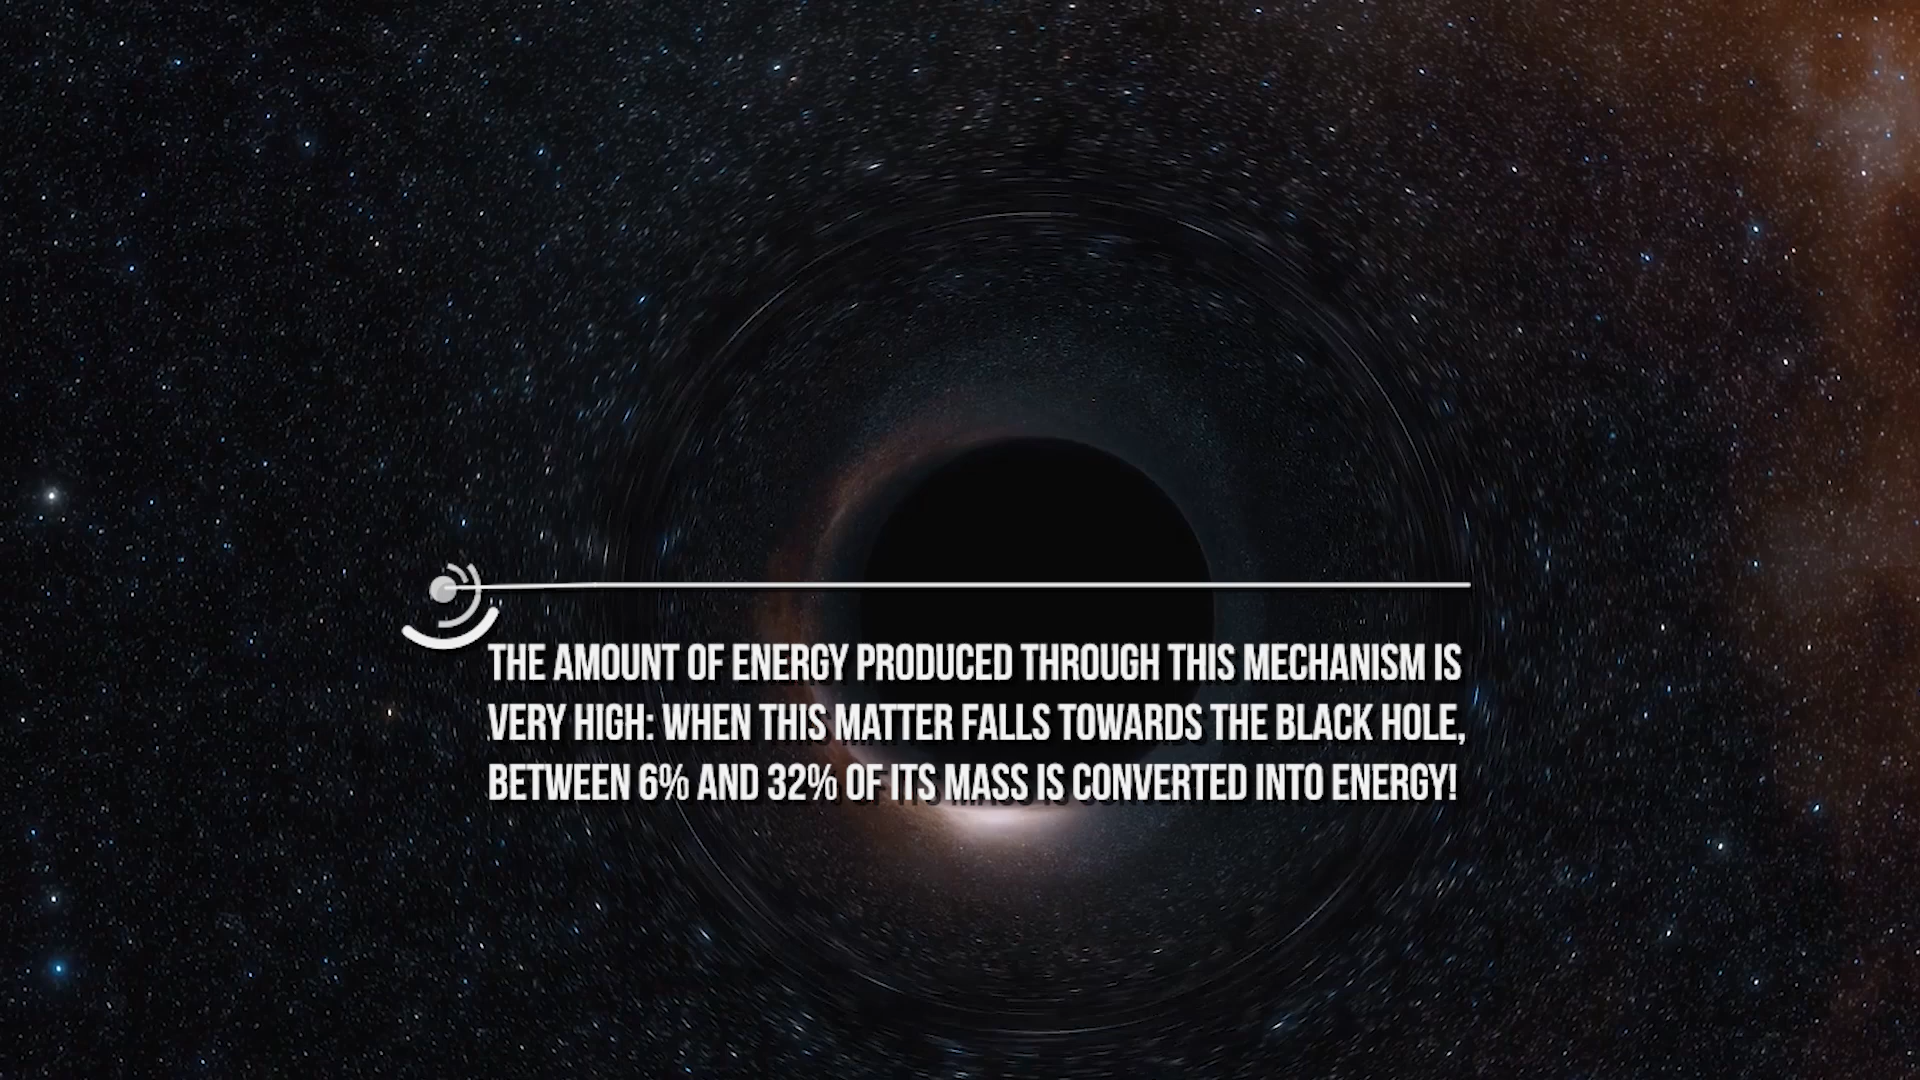 THE AMOUNT OF ENERGY PRODUCED THROUGH THIS MECHANISM IS
VERY HIGH: WHEN THIS MATTER FALLS TOWARDS THE BLACK HOLE,
BETWEEN 6% AND 32% OF ITS MASS IS CONVERTED INTO ENERGY!